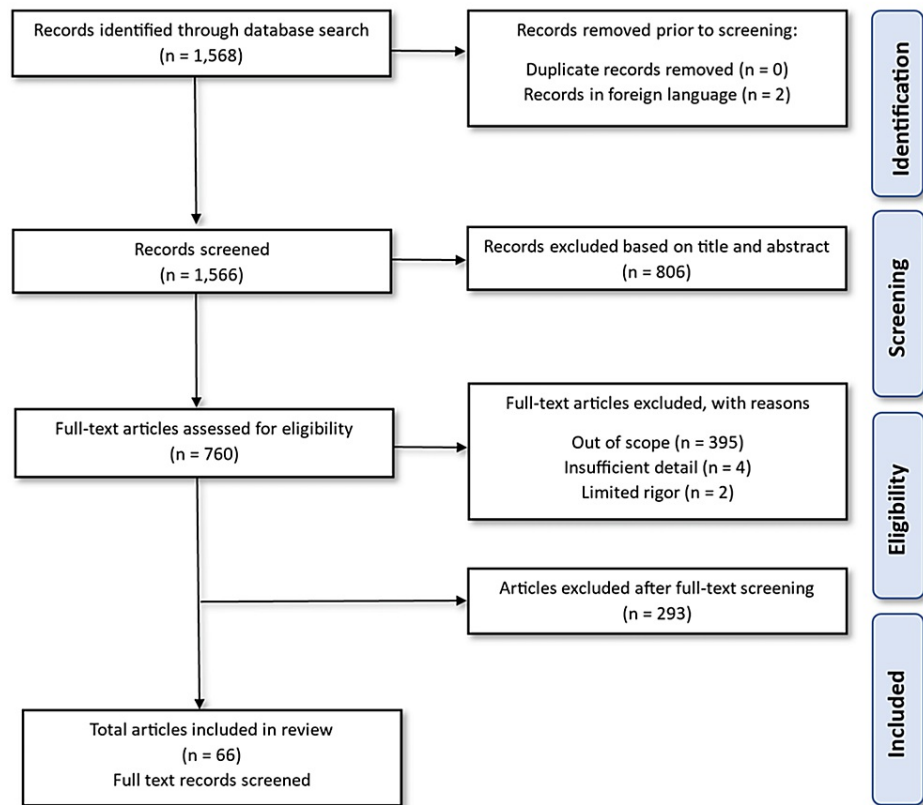 Records identified through database search
(n = 1,568)
Records removed prior to screening:
Duplicate records removed (n = 0)
Records in foreign language (n = 2)
Identification
Records screened
(n = 1,566)
Records excluded based on title and abstract
(n = 806)
Screening
Full-text articles assessed for eligibility
(n = 760)
Full-text articles excluded, with reasons
Out of scope (n = 395)
Insufficient detail (n = 4)
Limited rigor (n = 2)
Eligibility
Articles excluded after full-text screening
(n = 293)
Total articles included in review
(n = 66)
Full text records screened
Included